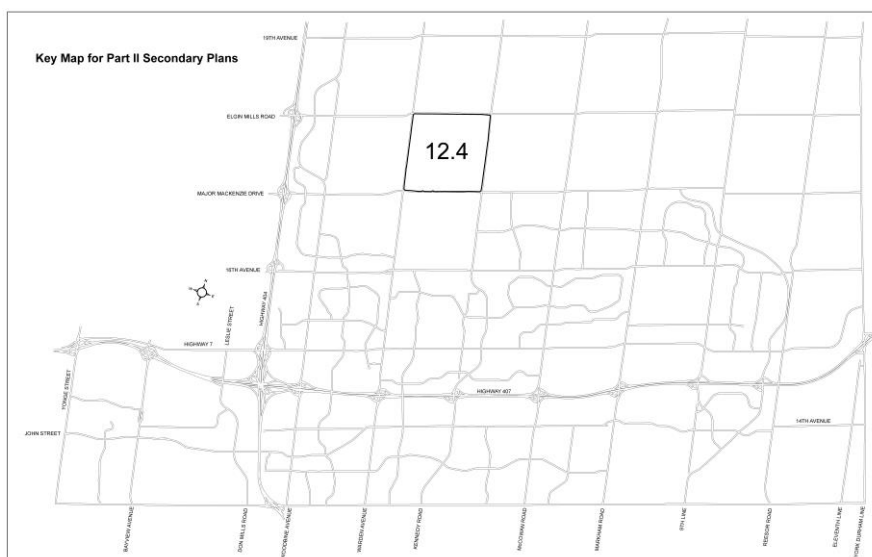 19TH AVENUE
Key Map for Part II Secondary Plans
ELGIN MILLS ROAD
12.4
MAJOR MACKENZIE DRIVE
16TH AVENUE
LESLIE STREET
HIGHWAY 404
HIGHWAY 7
YONGE STREET
HIGHWAY 407
JOHN STREET
14TH AVENUE
BAYVIEW AVENUE
DON MILLS ROAD
WOODBINE AVENUE
WARDEN AVENUE
KENNEDY ROAD
McCOWAN ROAD
MARKHAM ROAD
9TH LINE
REESOR ROAD
ELEVENTH LINE
YORK DURHAM LINE